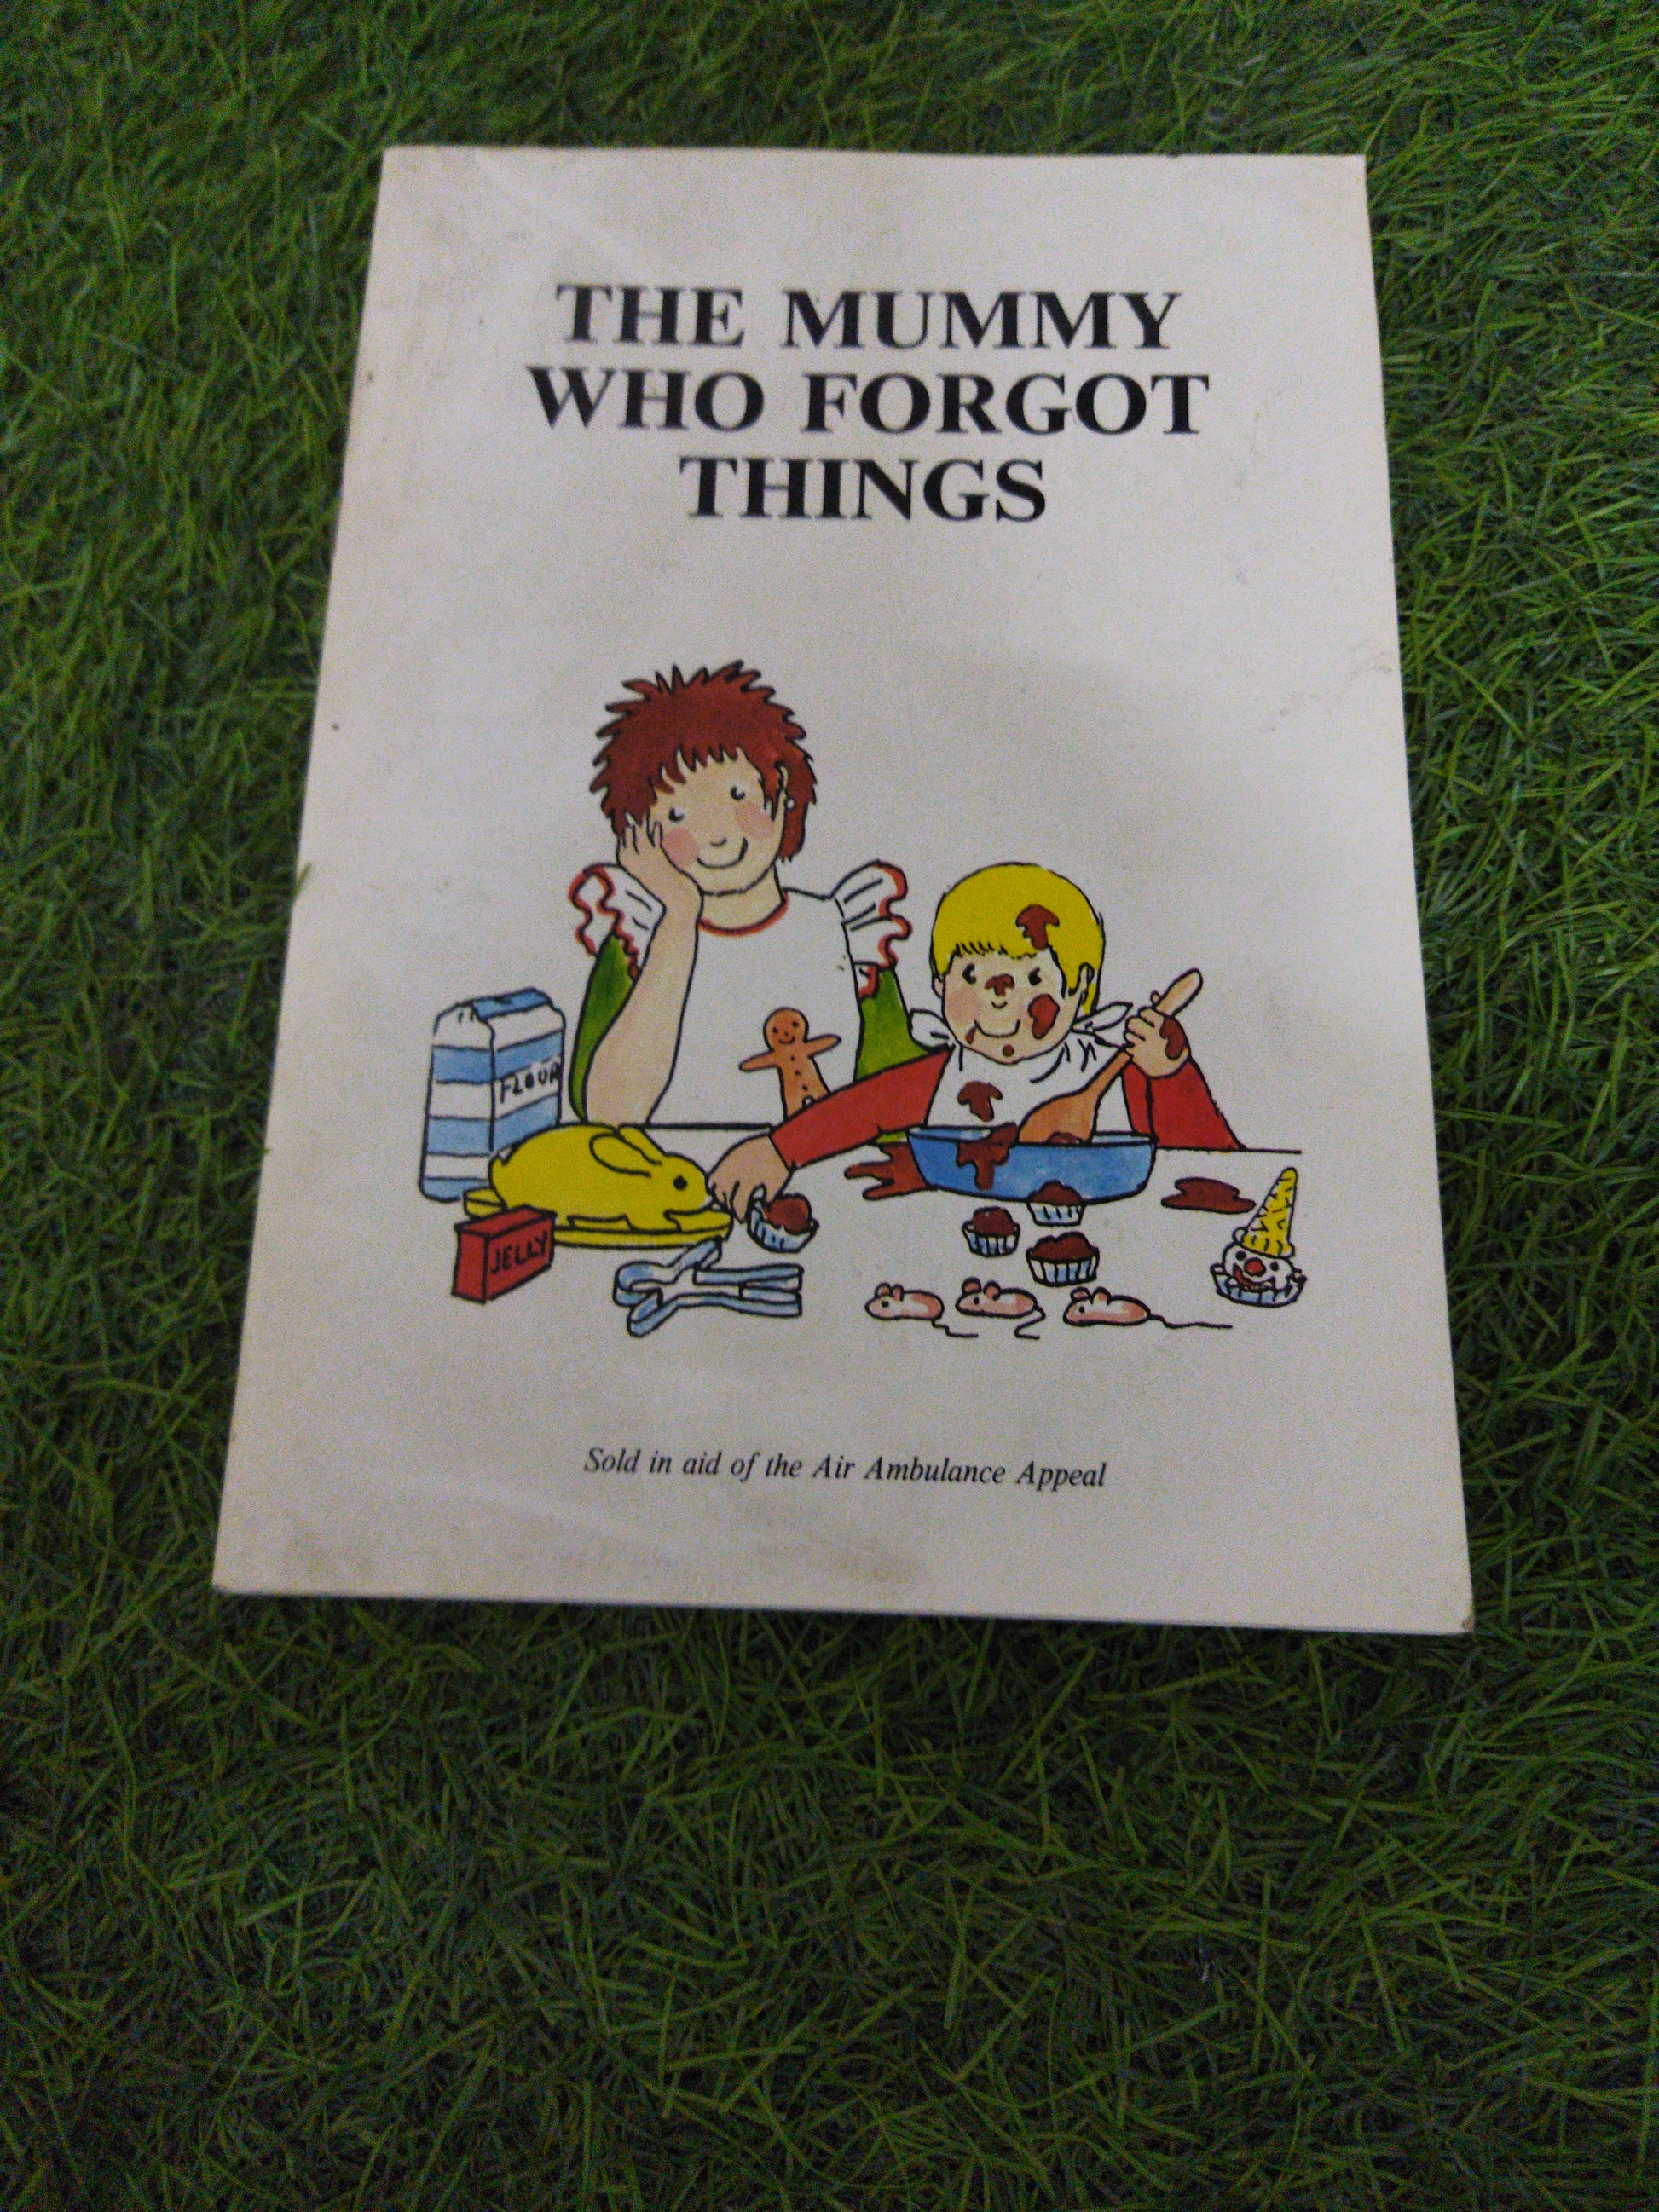 THE MUMMY
WHO FORGOT
THINGS
FLOUR
JELLY
Sold in aid of the Air Ambulance Appeal